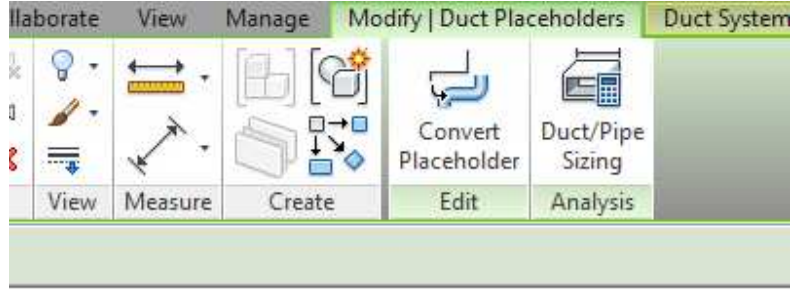 llaborate View Manage Modify | Duct Placeholders Duct System
Convert Placeholder
Duct/Pipe Sizing
View Measure Create Edit Analysis